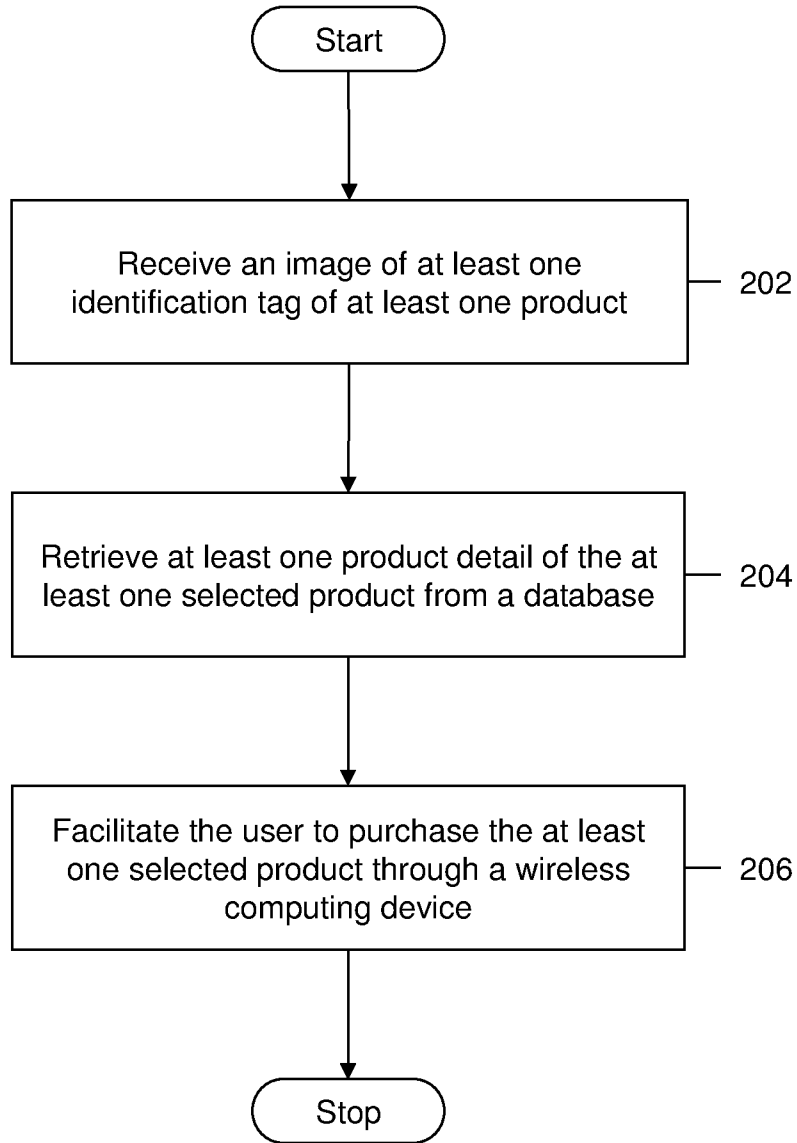 Start
Receive an image of at least one
identification tag of at least one product
202
Retrieve at least one product detail of the at
least one selected product from a database
204
Facilitate the user to purchase the at least
one selected product through a wireless
computing device
206
Stop